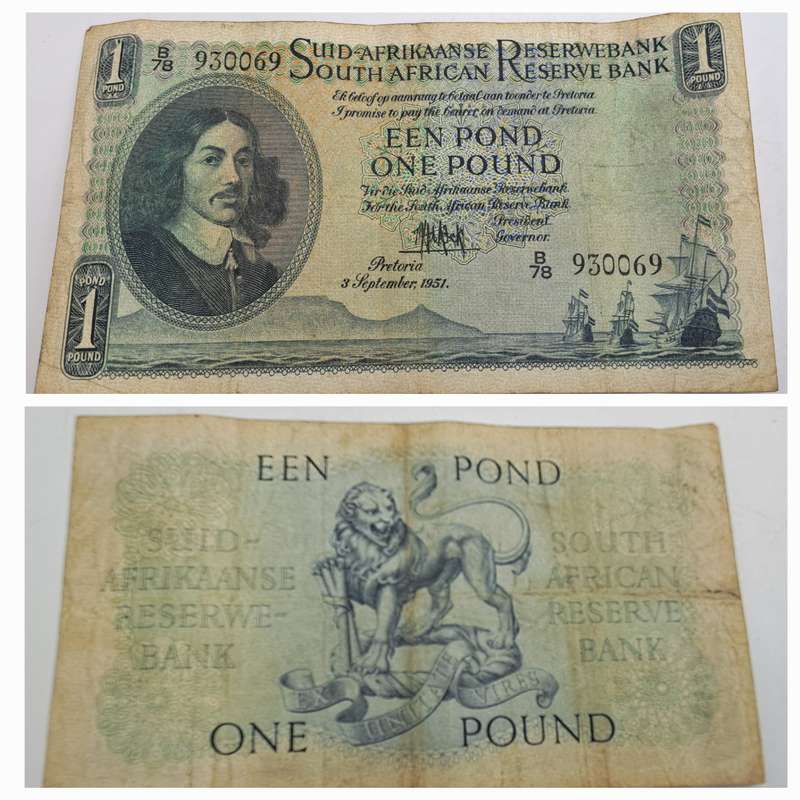 1
POND
B/78 930069
SUID-AFRIKAANSE RESERWEBANK
SOUTH AFRICAN RESERVE BANK
1
POUND
Ek beloof op aanvraag te betaal aan toonder te Pretoria
I promise to pay the bearer on demand at Pretoria
EEN POND
ONE POUND
Vir die Suid-Afrikaanse Reserwebank
For the South African Reserve Bank
President
Governor.
Pretoria
3 September, 1951.
B/78 930069
POND
1
POUND
EEN POND
SUID-
AFRIKAANSE
RESERWE-
BANK
SOUTH
AFRICAN
RESERVE
BANK
EX UNITATE VIRES
ONE POUND